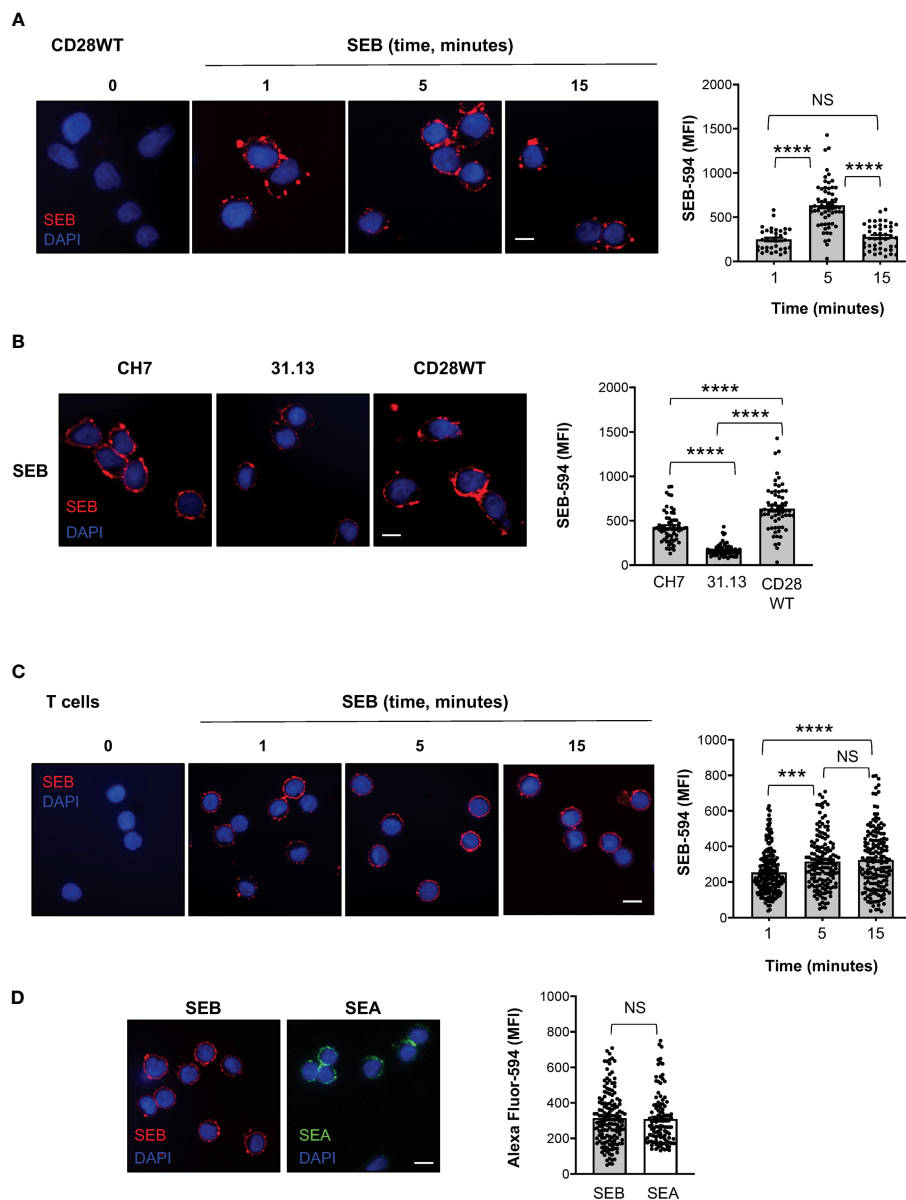 A
CD28WT
SEB (time, minutes)
0
1
5
15
SEB
DAPI
SEB-594 (MFI)
2000
1500
1000
500
0
NS
****
****
1
5
15
Time (minutes)
B
CH7
31.13
CD28WT
SEB
SEB
DAPI
SEB-594 (MFI)
2000
1500
1000
500
0
****
****
****
CH7
31.13
CD28
WT
C
T cells
SEB (time, minutes)
0
1
5
15
SEB
DAPI
SEB-594 (MFI)
1000
800
600
400
200
0
****
NS
***
1
5
15
Time (minutes)
D
SEB
SEA
SEB
DAPI
SEA
DAPI
Alexa Fluor-594 (MFI)
1000
800
600
400
200
0
NS
SEB
SEA